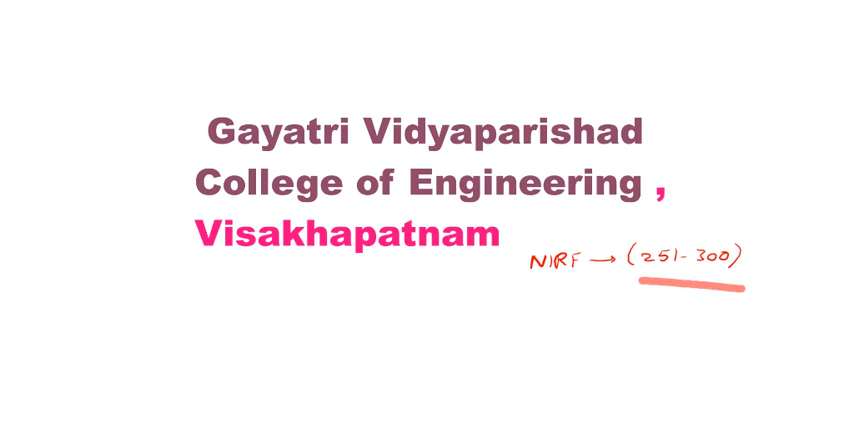 Gayatri Vidyaparishad
College of Engineering ,
Visakhapatnam
NIRF → (251-300)